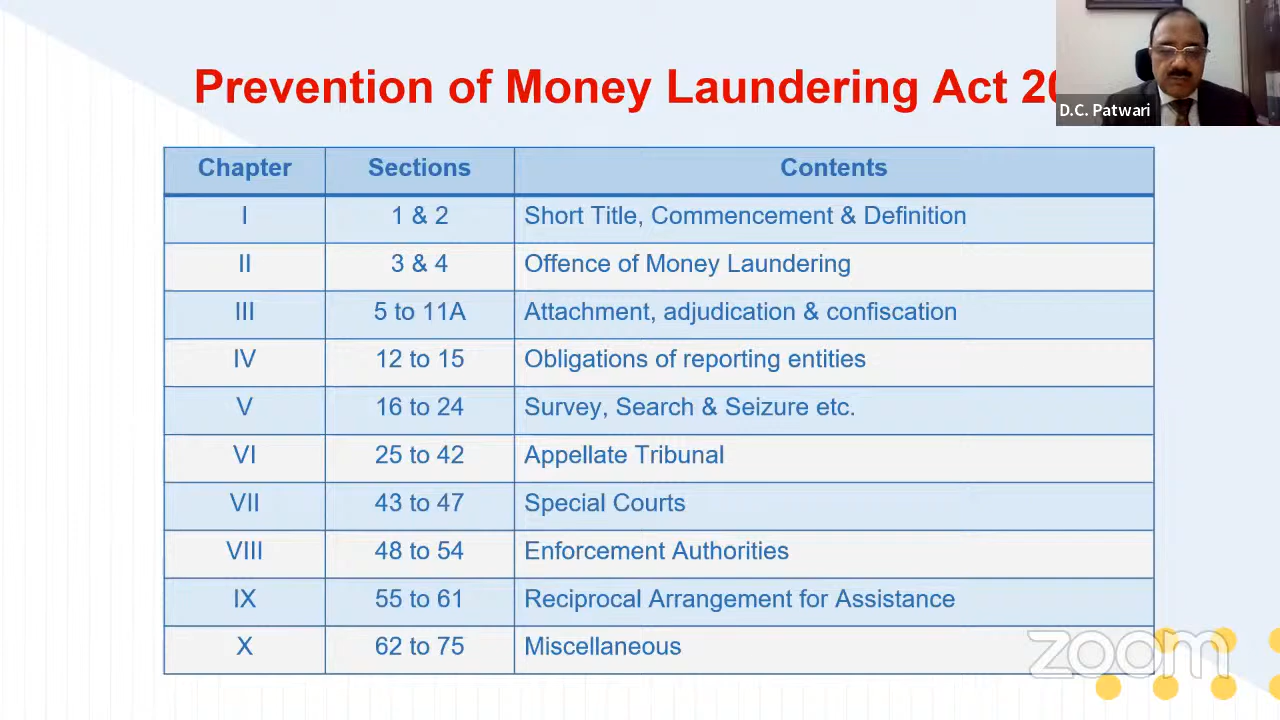 Prevention of Money Laundering Act 20
D.C. Patwari
Chapter Sections Contents
I 1 & 2 Short Title, Commencement & Definition
II 3 & 4 Offence of Money Laundering
III 5 to 11A Attachment, adjudication & confiscation
IV 12 to 15 Obligations of reporting entities
V 16 to 24 Survey, Search & Seizure etc.
VI 25 to 42 Appellate Tribunal
VII 43 to 47 Special Courts
VIII 48 to 54 Enforcement Authorities
IX 55 to 61 Reciprocal Arrangement for Assistance
X 62 to 75 Miscellaneous
zoom